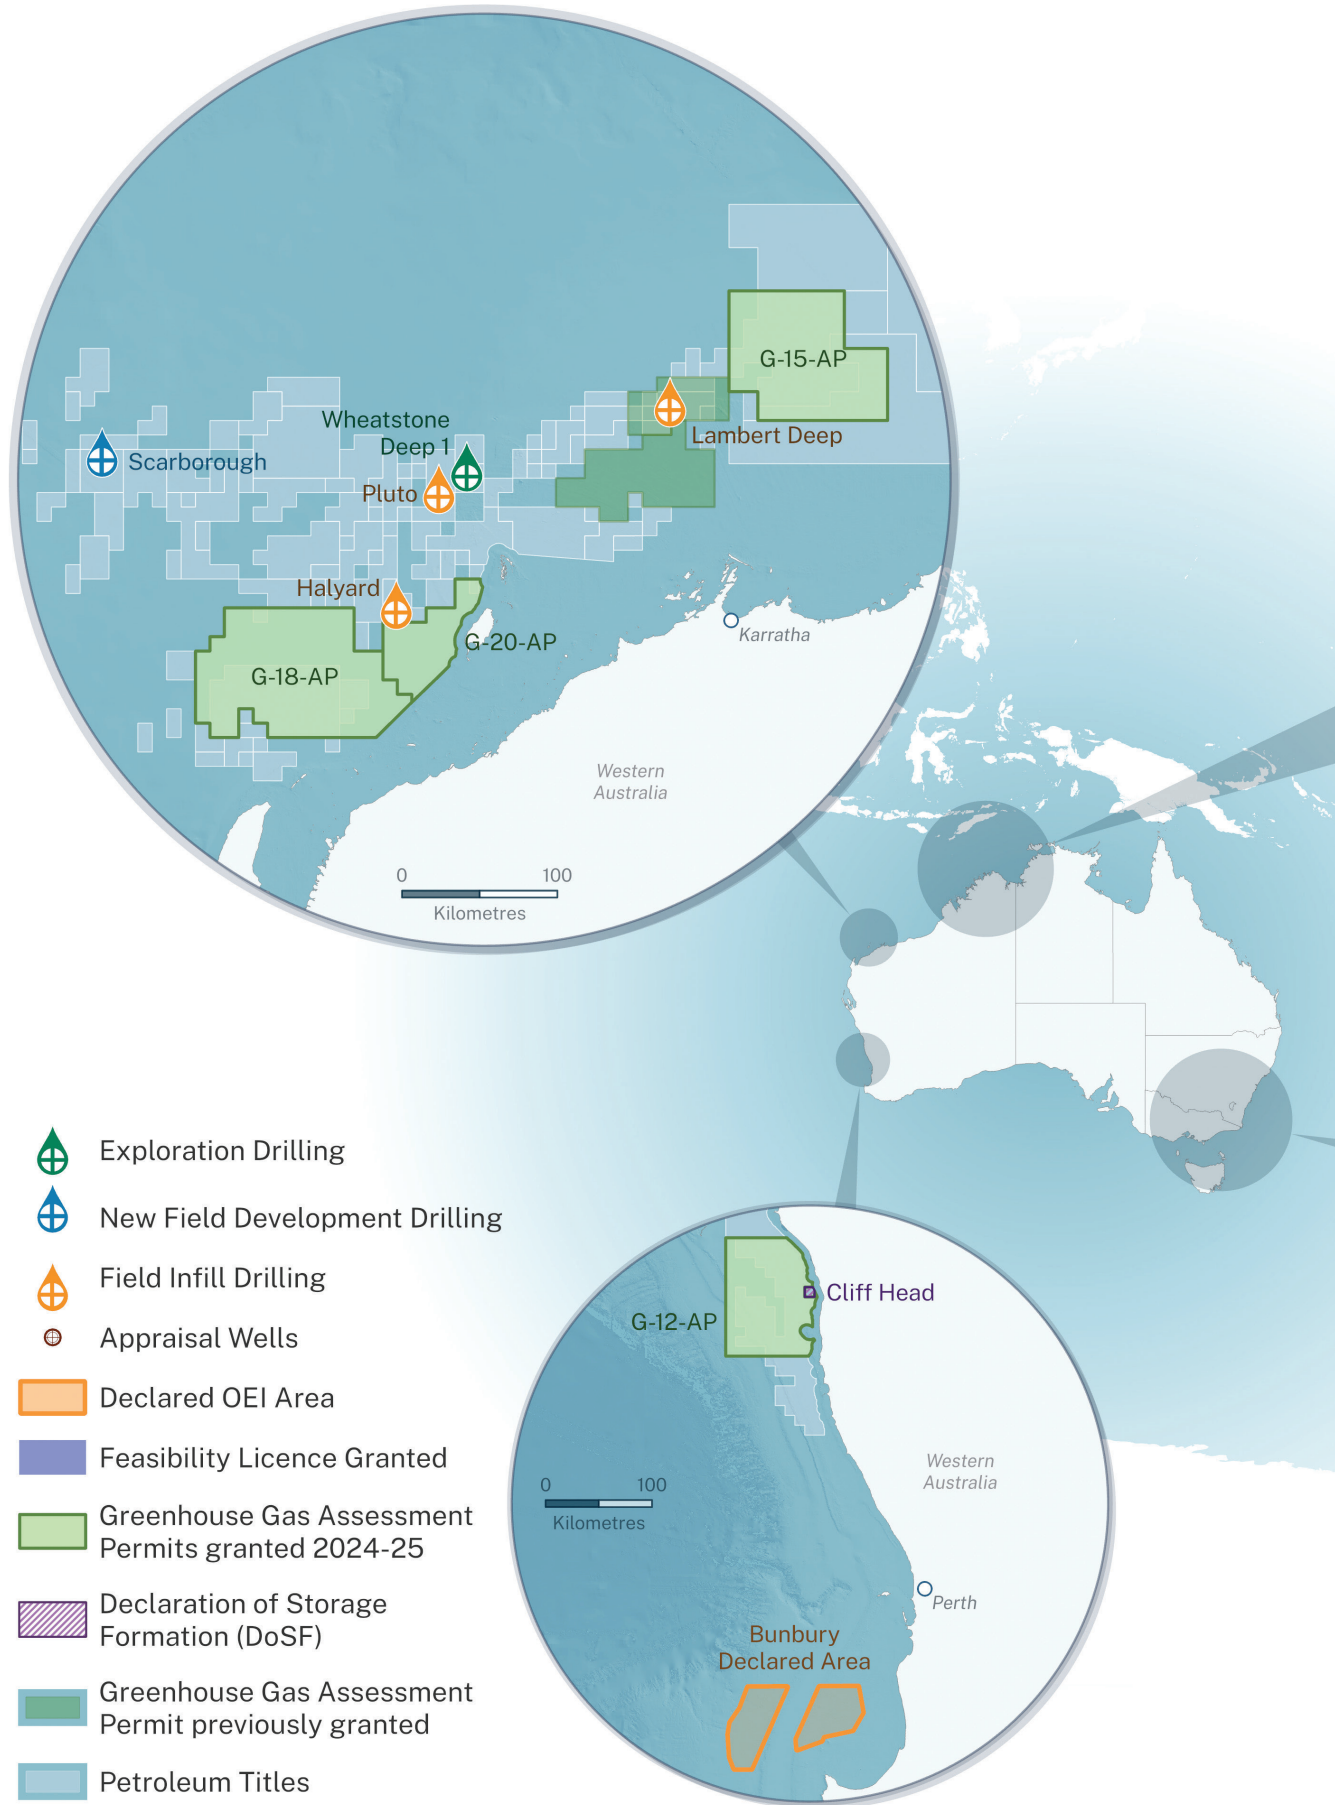 G-15-AP
Wheatstone
Deep 1
Lambert Deep
Scarborough
Pluto
Halyard
G-20-AP
Karratha
G-18-AP
Western
Australia
0 100
Kilometres
Exploration Drilling
New Field Development Drilling
Field Infill Drilling
Appraisal Wells
Declared OEI Area
Feasibility Licence Granted
Greenhouse Gas Assessment
Permits granted 2024-25
Declaration of Storage
Formation (DoSF)
Greenhouse Gas Assessment
Permit previously granted
Petroleum Titles
Cliff Head
G-12-AP
Western
Australia
0 100
Kilometres
Perth
Bunbury
Declared Area